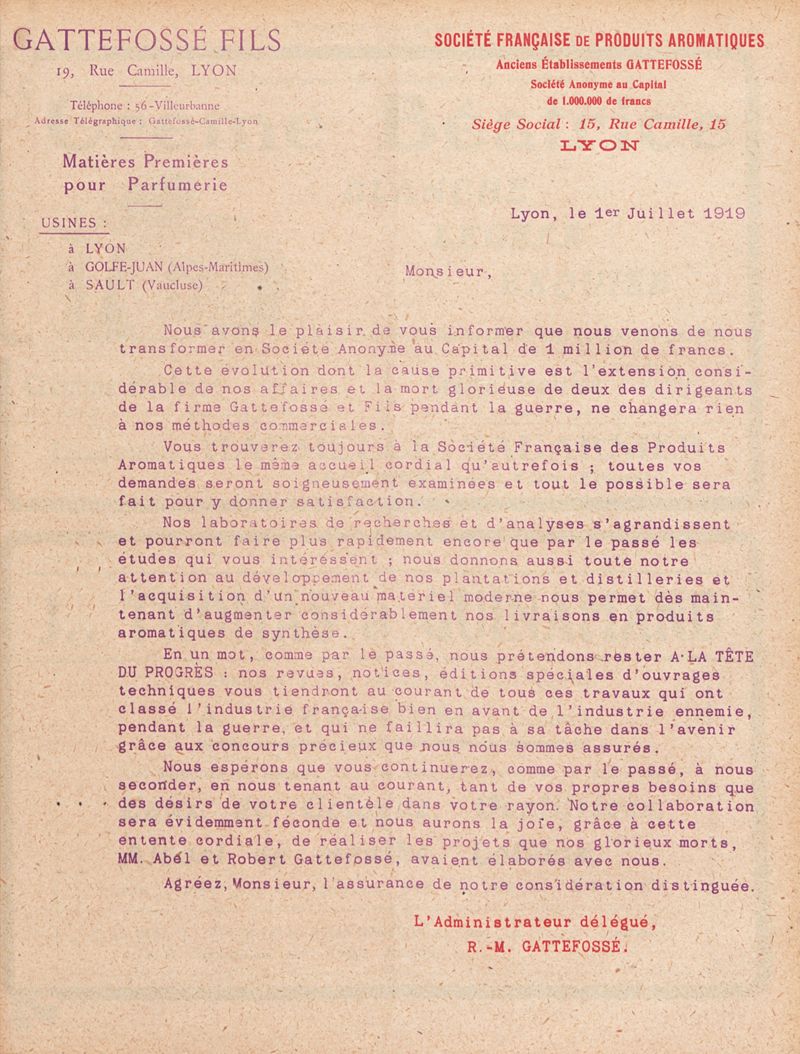 GATTEFOSSÉ FILS
19, Rue Camille, LYON
Téléphone : 56-Villeurbanne
Adresse Télégraphique : Gattefossé-Camille-Lyon
Matières Premières
pour Parfumerie
USINES :
à LYON
à GOLFE-JUAN (Alpes-Maritimes)
à SAULT (Vaucluse)
SOCIÉTÉ FRANÇAISE DE PRODUITS AROMATIQUES
Anciens Établissements GATTEFOSSÉ
Société Anonyme au Capital
de 1.000.000 de francs
Siège Social : 15, Rue Camille, 15
LYON
Lyon, le 1er Juillet 1919
Monsieur,
Nous avons le plaisir de vous informer que nous venons de nous
transformer en Société Anonyme au Capital de 1 million de francs.
Cette évolution dont la cause primitive est l'extension consi-
dérable de nos affaires et la mort glorieuse de deux des dirigeants
de la firme Gattefossé et Fils pendant la guerre, ne changera rien
à nos méthodes commerciales.
Vous trouverez toujours à la Société Française des Produits
Aromatiques le même accueil cordial qu'autrefois ; toutes vos
demandes seront soigneusement examinées et tout le possible sera
fait pour y donner satisfaction.
Nos laboratoires de recherches et d'analyses s'agrandissent
et pourront faire plus rapidement encore que par le passé les
études qui vous intéréssent ; nous donnons aussi toute notre
attention au développement de nos plantations et distilleries et
l'acquisition d'un nouveau matériel moderne nous permet dès main-
tenant d'augmenter considérablement nos livraisons en produits
aromatiques de synthèse.
En un mot, comme par le passé, nous prétendons rester A LA TÊTE
DU PROGRÈS : nos revues, notices, éditions spéciales d'ouvrages
techniques vous tiendront au courant de tous ces travaux qui ont
classé l'industrie française bien en avant de l'industrie ennemie,
pendant la guerre, et qui ne faillira pas à sa tâche dans l'avenir
grâce aux concours précieux que nous nous sommes assurés.
Nous espérons que vous continuerez, comme par le passé, à nous
seconder, en nous tenant au courant, tant de vos propres besoins que
des désirs de votre clientèle dans votre rayon. Notre collaboration
sera évidemment féconde et nous aurons la joie, grâce à cette
entente cordiale, de réaliser les projets que nos glorieux morts,
MM. Abél et Robert Gattefossé, avaient élaborés avec nous.
Agréez, Monsieur, l'assurance de notre considération distinguée.
L'Administrateur délégué,
R.-M. GATTEFOSSÉ.